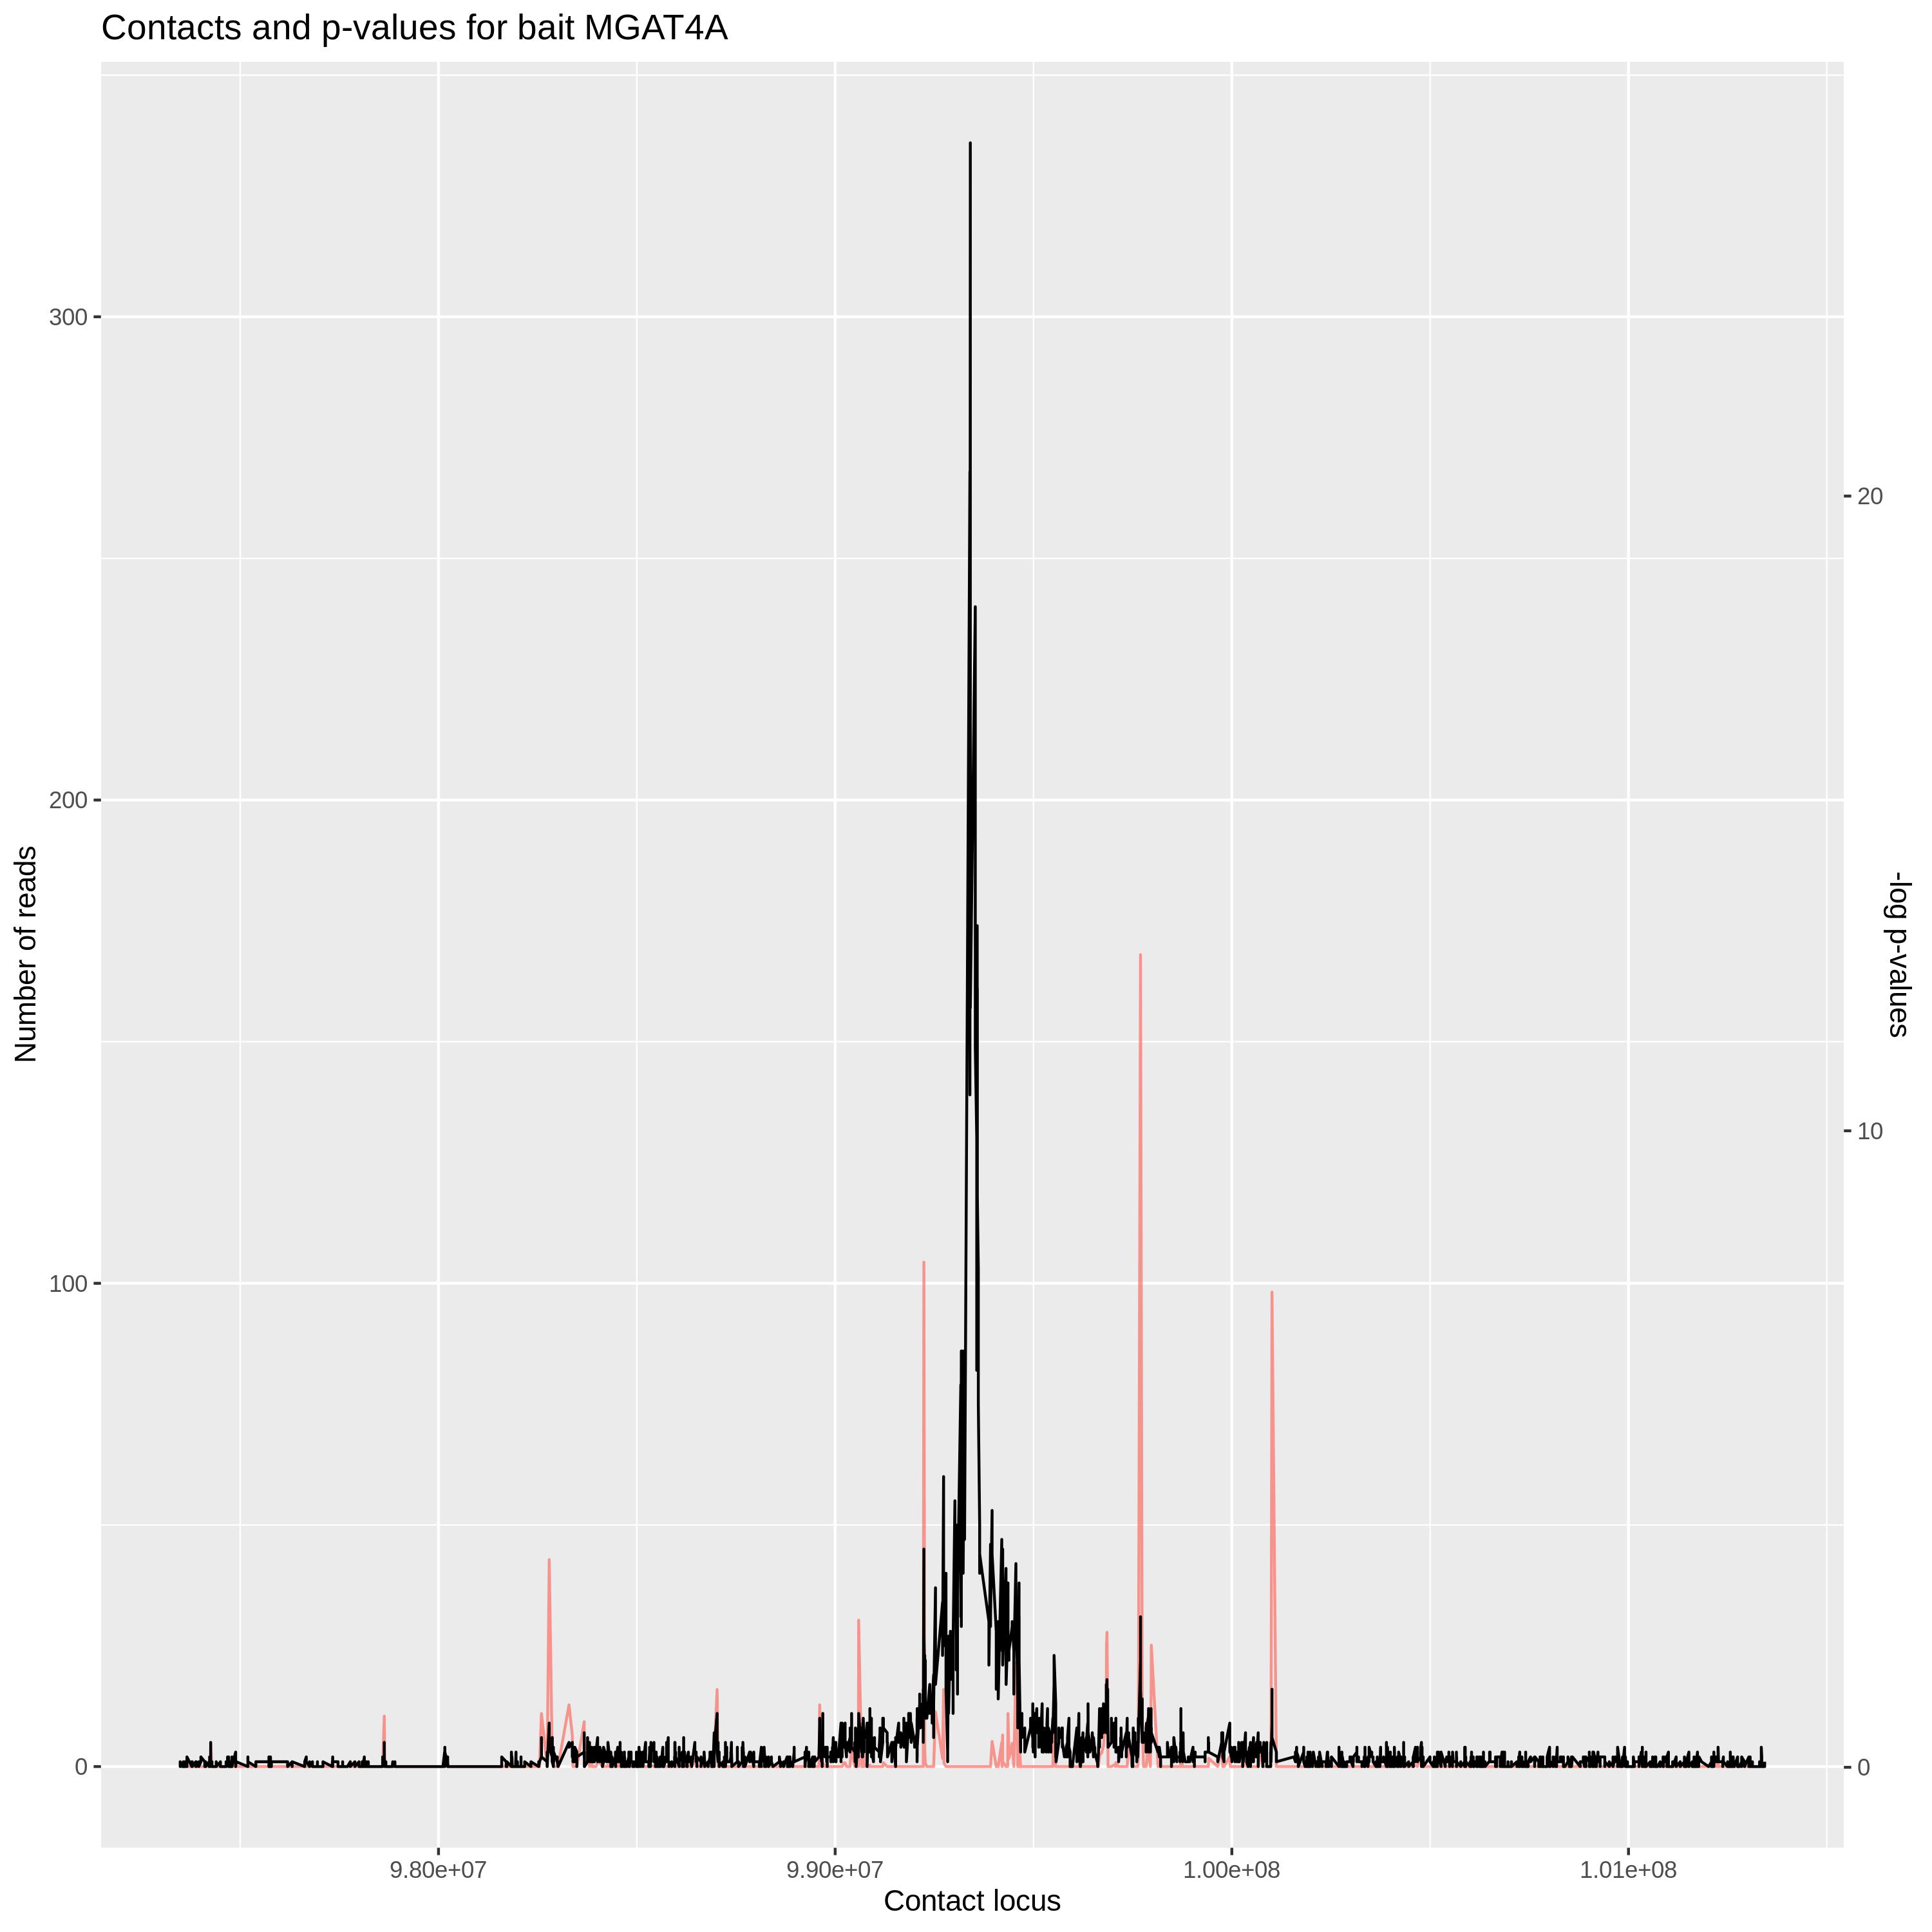 Contacts and p-values for bait MGAT4A
300
200
100
0
Number of reads
20
10
0
-log p-values
9.80e+07
9.90e+07
1.00e+08
1.01e+08
Contact locus